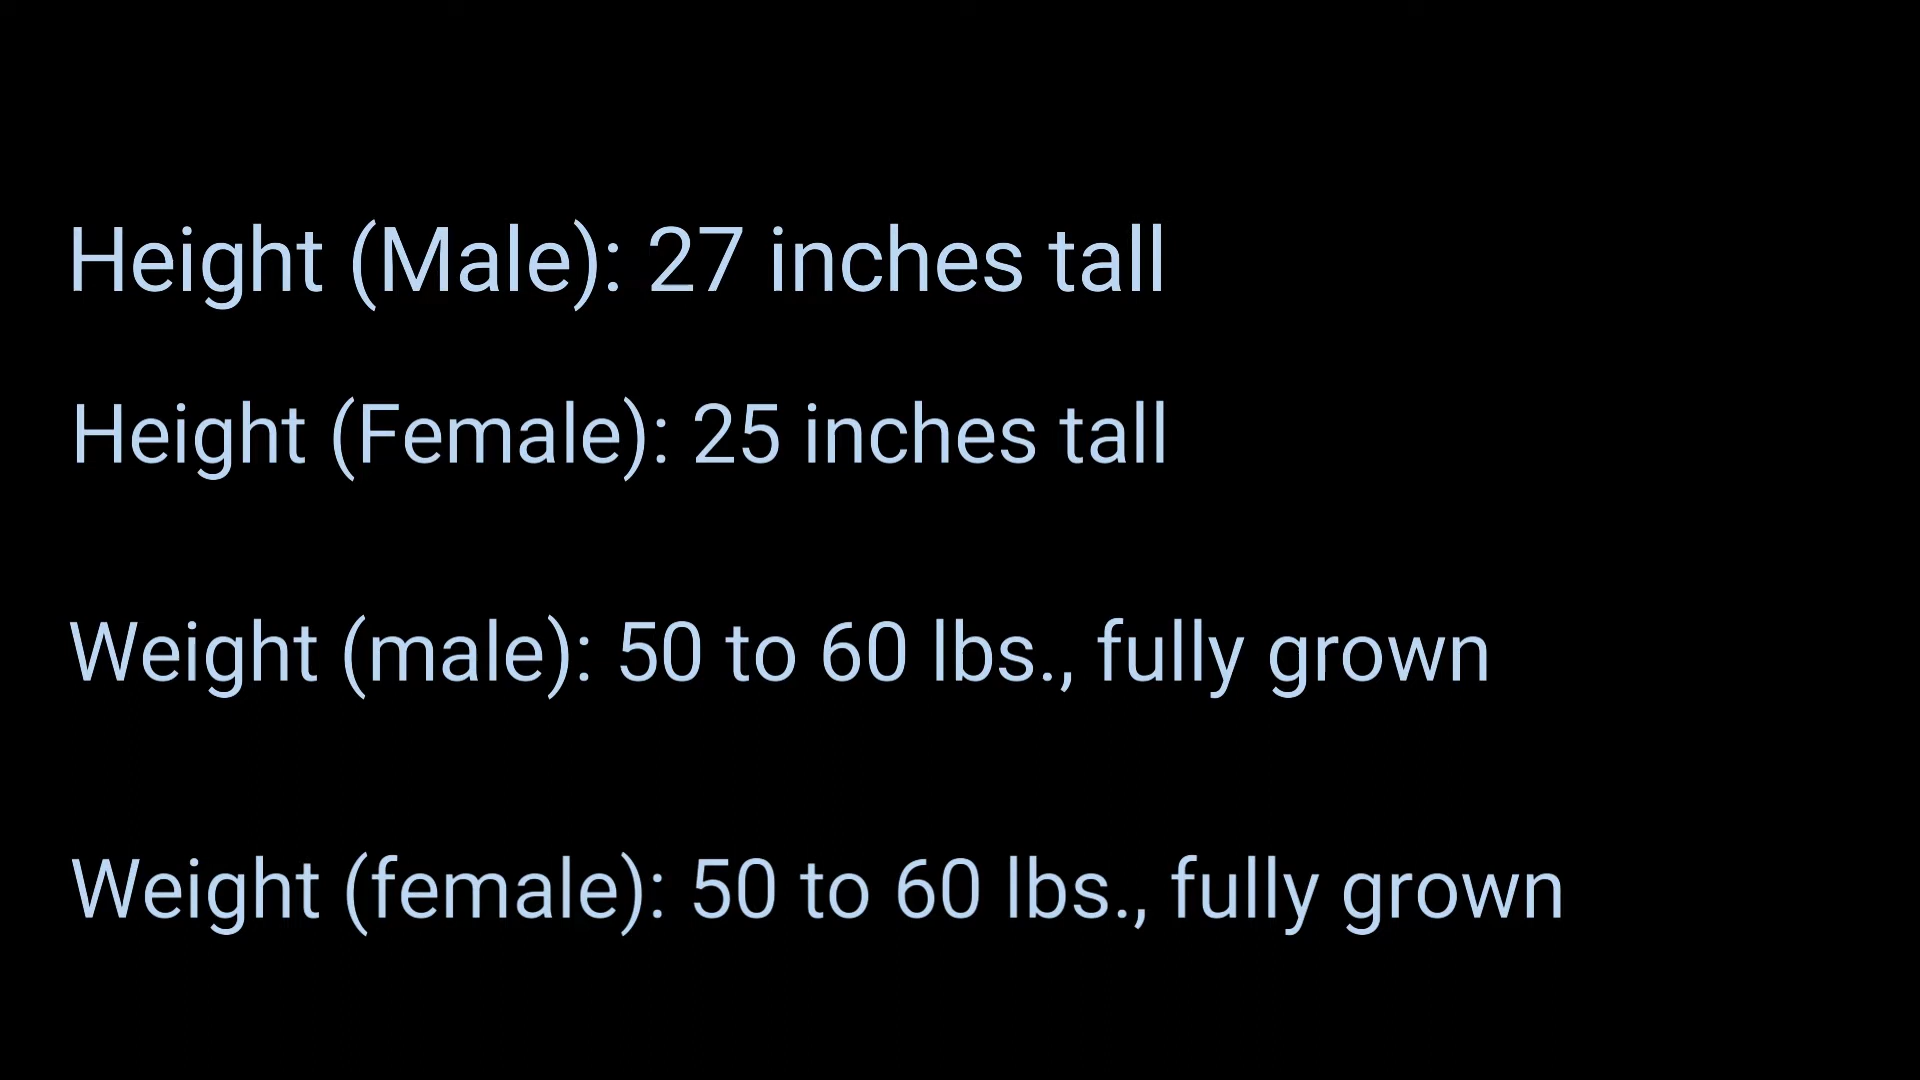 Height (Male): 27 inches tall
Height (Female): 25 inches tall
Weight (male): 50 to 60 lbs., fully grown
Weight (female): 50 to 60 lbs., fully grown